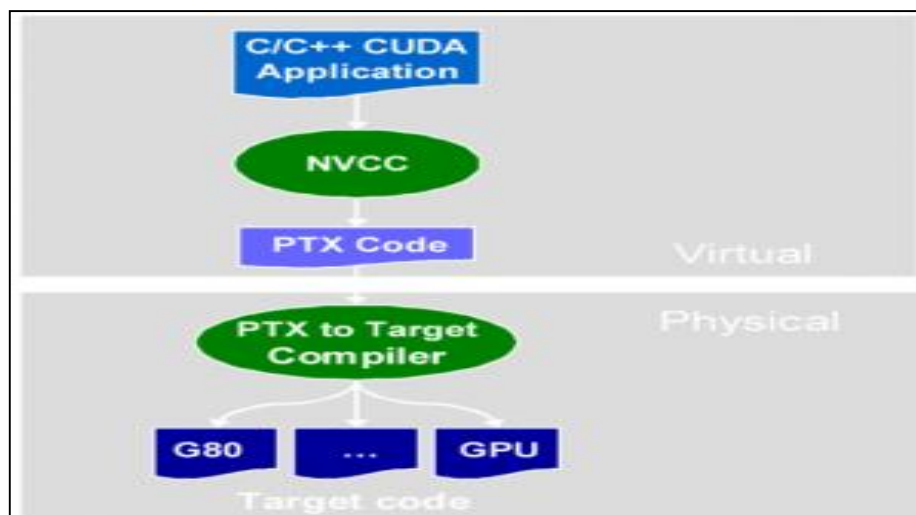 C/C++ CUDA
Application
NVCC
PTX Code
Virtual
Physical
PTX to Target
Compiler
G80
...
GPU
Target code